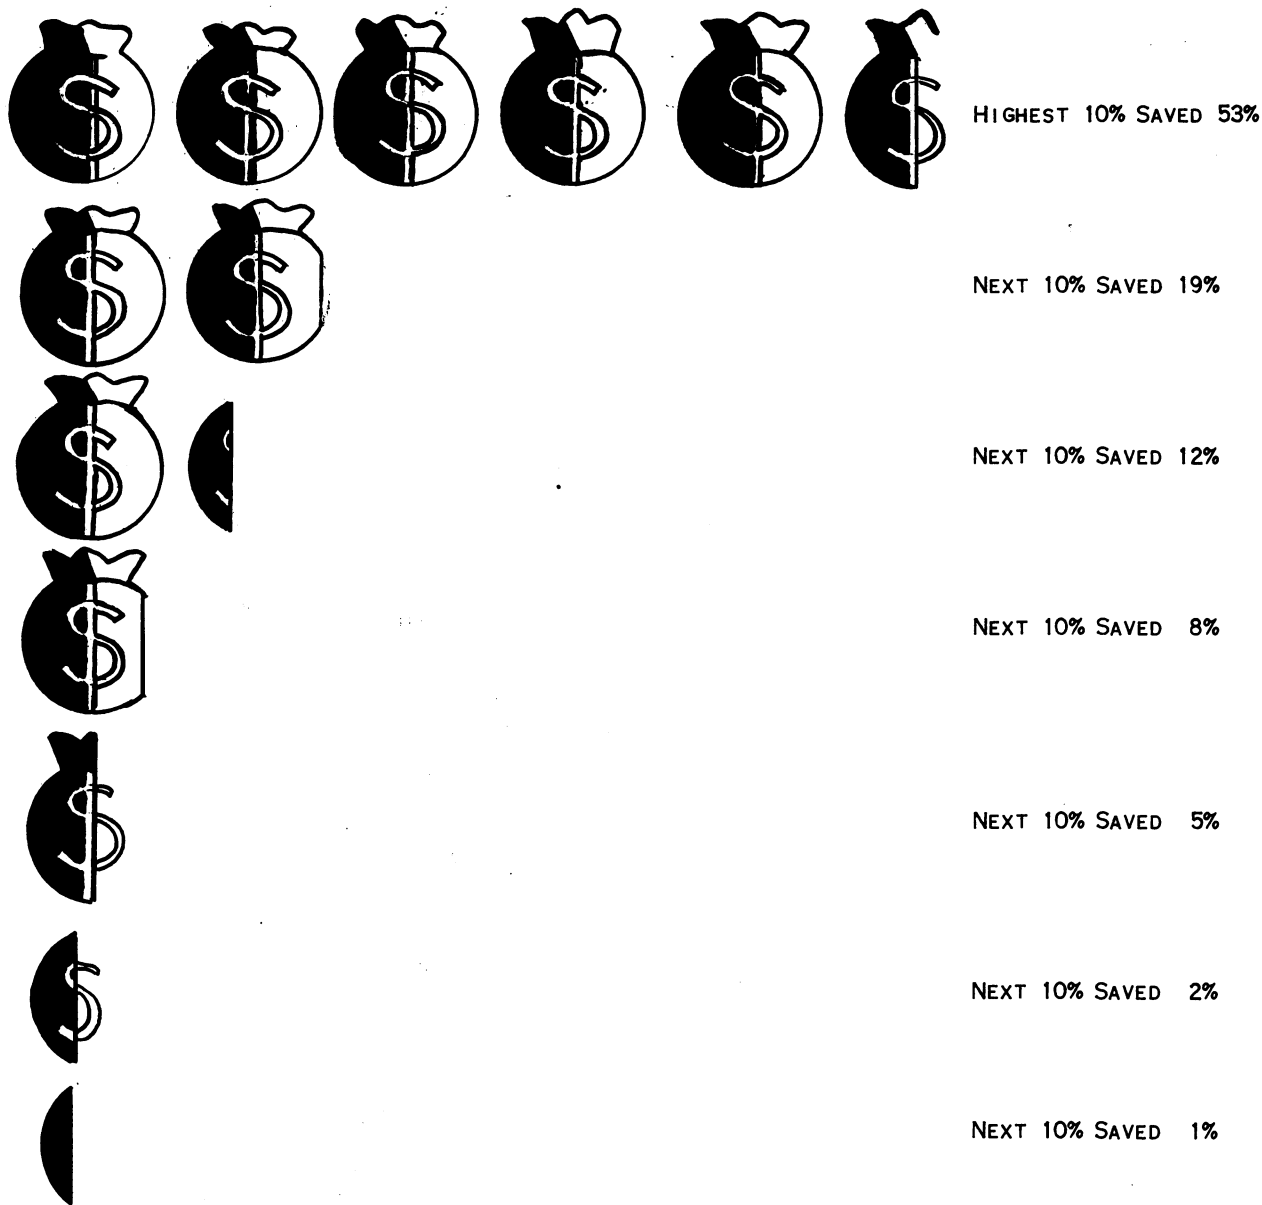 HIGHEST 10% SAVED 53%
NEXT 10% SAVED 19%
NEXT 10% SAVED 12%
NEXT 10% SAVED 8%
NEXT 10% SAVED 5%
NEXT 10% SAVED 2%
NEXT 10% SAVED 1%